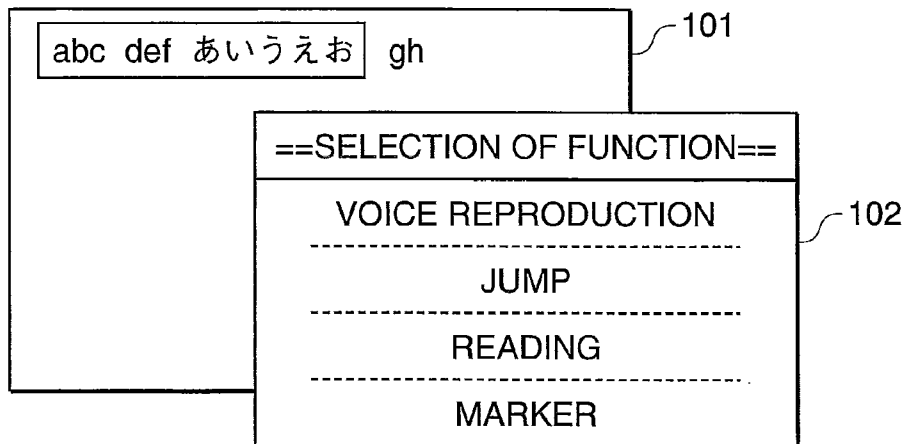 abc def あいうえお gh
101
==SELECTION OF FUNCTION==
VOICE REPRODUCTION
102
JUMP
READING
MARKER